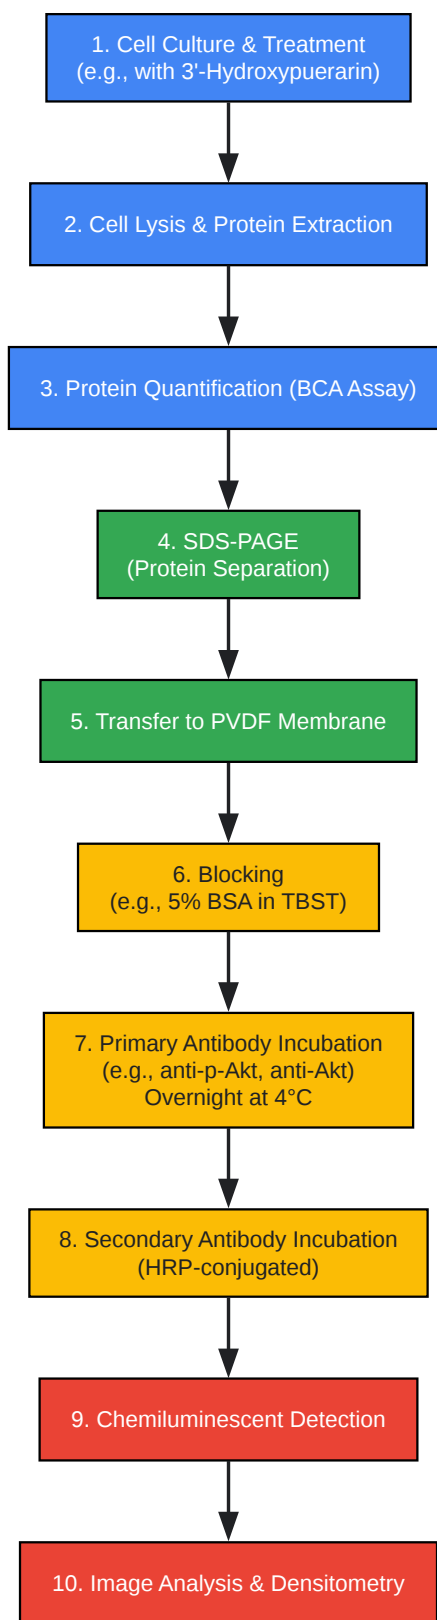 1. Cell Culture & Treatment
(e.g., with 3'-Hydroxypuerarin)
2. Cell Lysis & Protein Extraction
3. Protein Quantification (BCA Assay)
4. SDS-PAGE
(Protein Separation)
5. Transfer to PVDF Membrane
6. Blocking
(e.g., 5% BSA in TBST)
7. Primary Antibody Incubation
(e.g., anti-p-Akt, anti-Akt)
Overnight at 4°C
8. Secondary Antibody Incubation
(HRP-conjugated)
9. Chemiluminescent Detection
10. Image Analysis & Densitometry